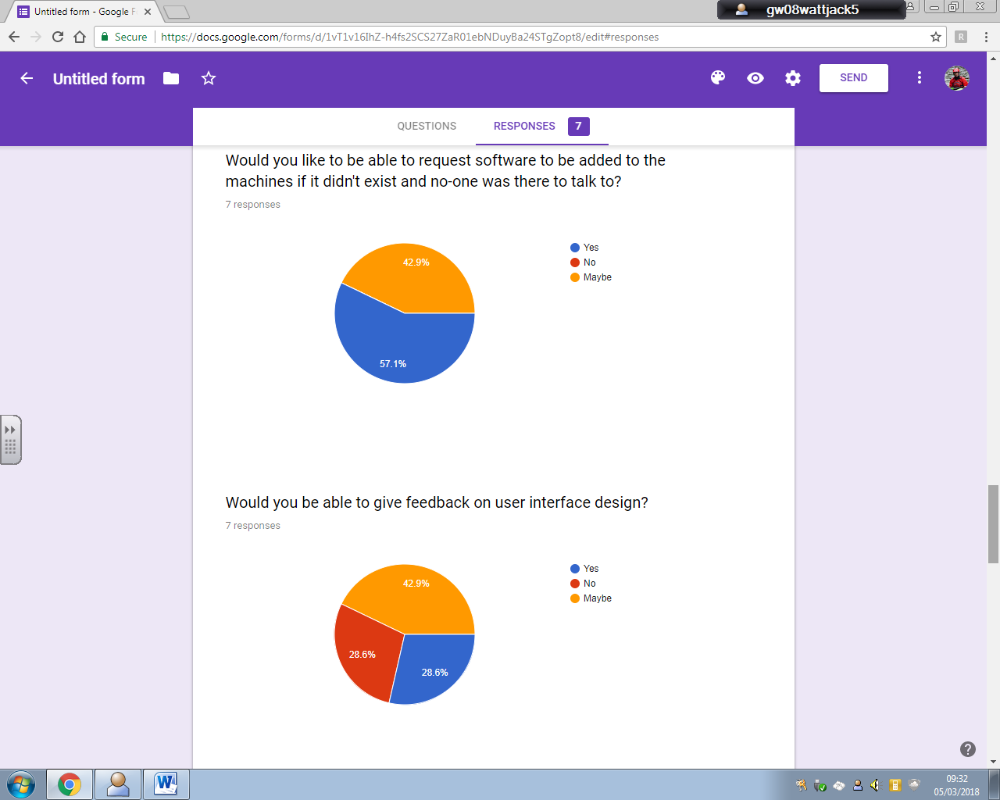 Untitled form - Google F
gw08wattjack5
Secure
https://docs.google.com/forms/d/1vT1v16IhZ-h4fs2SCS27ZaR01ebNDuyBa24STgZopt8/edit#responses
R
Untitled form
SEND
QUESTIONS
RESPONSES
7
Would you like to be able to request software to be added to the
machines if it didn't exist and no-one was there to talk to?
7 responses
42.9%
57.1%
Yes
No
Maybe
Would you be able to give feedback on user interface design?
7 responses
42.9%
28.6%
28.6%
Yes
No
Maybe
?
W
09:32
05/03/2018